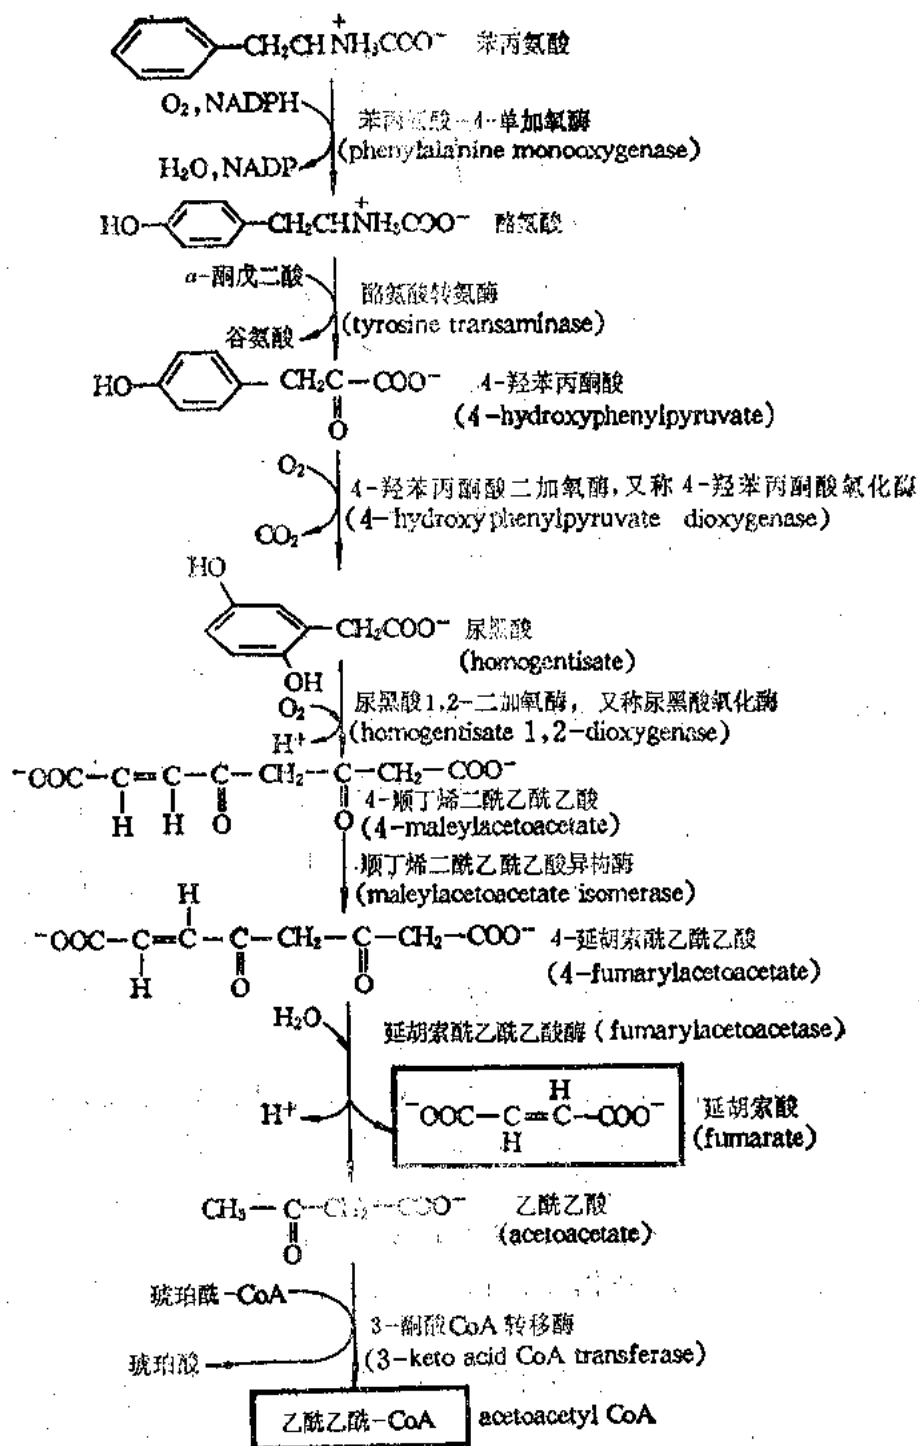 CH₂CH N⁺H₃COO⁻ 苯丙氨酸
O₂,NADPH
苯丙氨酸-4-单加氧酶
(phenylalanine monooxygenase)
H₂O,NADP
HO CH₂CHN⁺H₃COO⁻ 酪氨酸
α-酮戊二酸
酪氨酸转氨酶
(tyrosine transaminase)
谷氨酸
HO CH₂C-COO⁻ 4-羟苯丙酮酸
O (4-hydroxyphenylpyruvate)
O₂
4-羟苯丙酮酸二加氧酶,又称4-羟苯丙酮酸氧化酶
(4-hydroxyphenylpyruvate dioxygenase)
CO₂
HO
CH₂COO⁻ 尿黑酸
(homogentisate)
OH
O₂ 尿黑酸1,2-二加氧酶, 又称尿黑酸氧化酶
H⁺ (homogentisate 1,2-dioxygenase)
⁻OOC-C=C-C-CH₂-C-CH₂-COO⁻
4-顺丁烯二酰乙酰乙酸
H H O O (4-maleylacetoacetate)
顺丁烯二酰乙酰乙酸异构酶
(maleylacetoacetate isomerase)
H
⁻OOC-C=C-C-CH₂-C-CH₂-COO⁻ 4-延胡索酰乙酰乙酸
H O O (4-fumarylacetoacetate)
H₂O
延胡索酰乙酰乙酸酶(fumarylacetoacetase)
H
H⁺ ⁻OOC-C=C-COO⁻ 延胡索酸
H (fumarate)
CH₃-C-CH₂-COO⁻ 乙酰乙酸
O (acetoacetate)
琥珀酰-CoA
3-酮酸CoA转移酶
琥珀酸 (3-keto acid CoA transferase)
乙酰乙酰-CoA acetoacetyl CoA